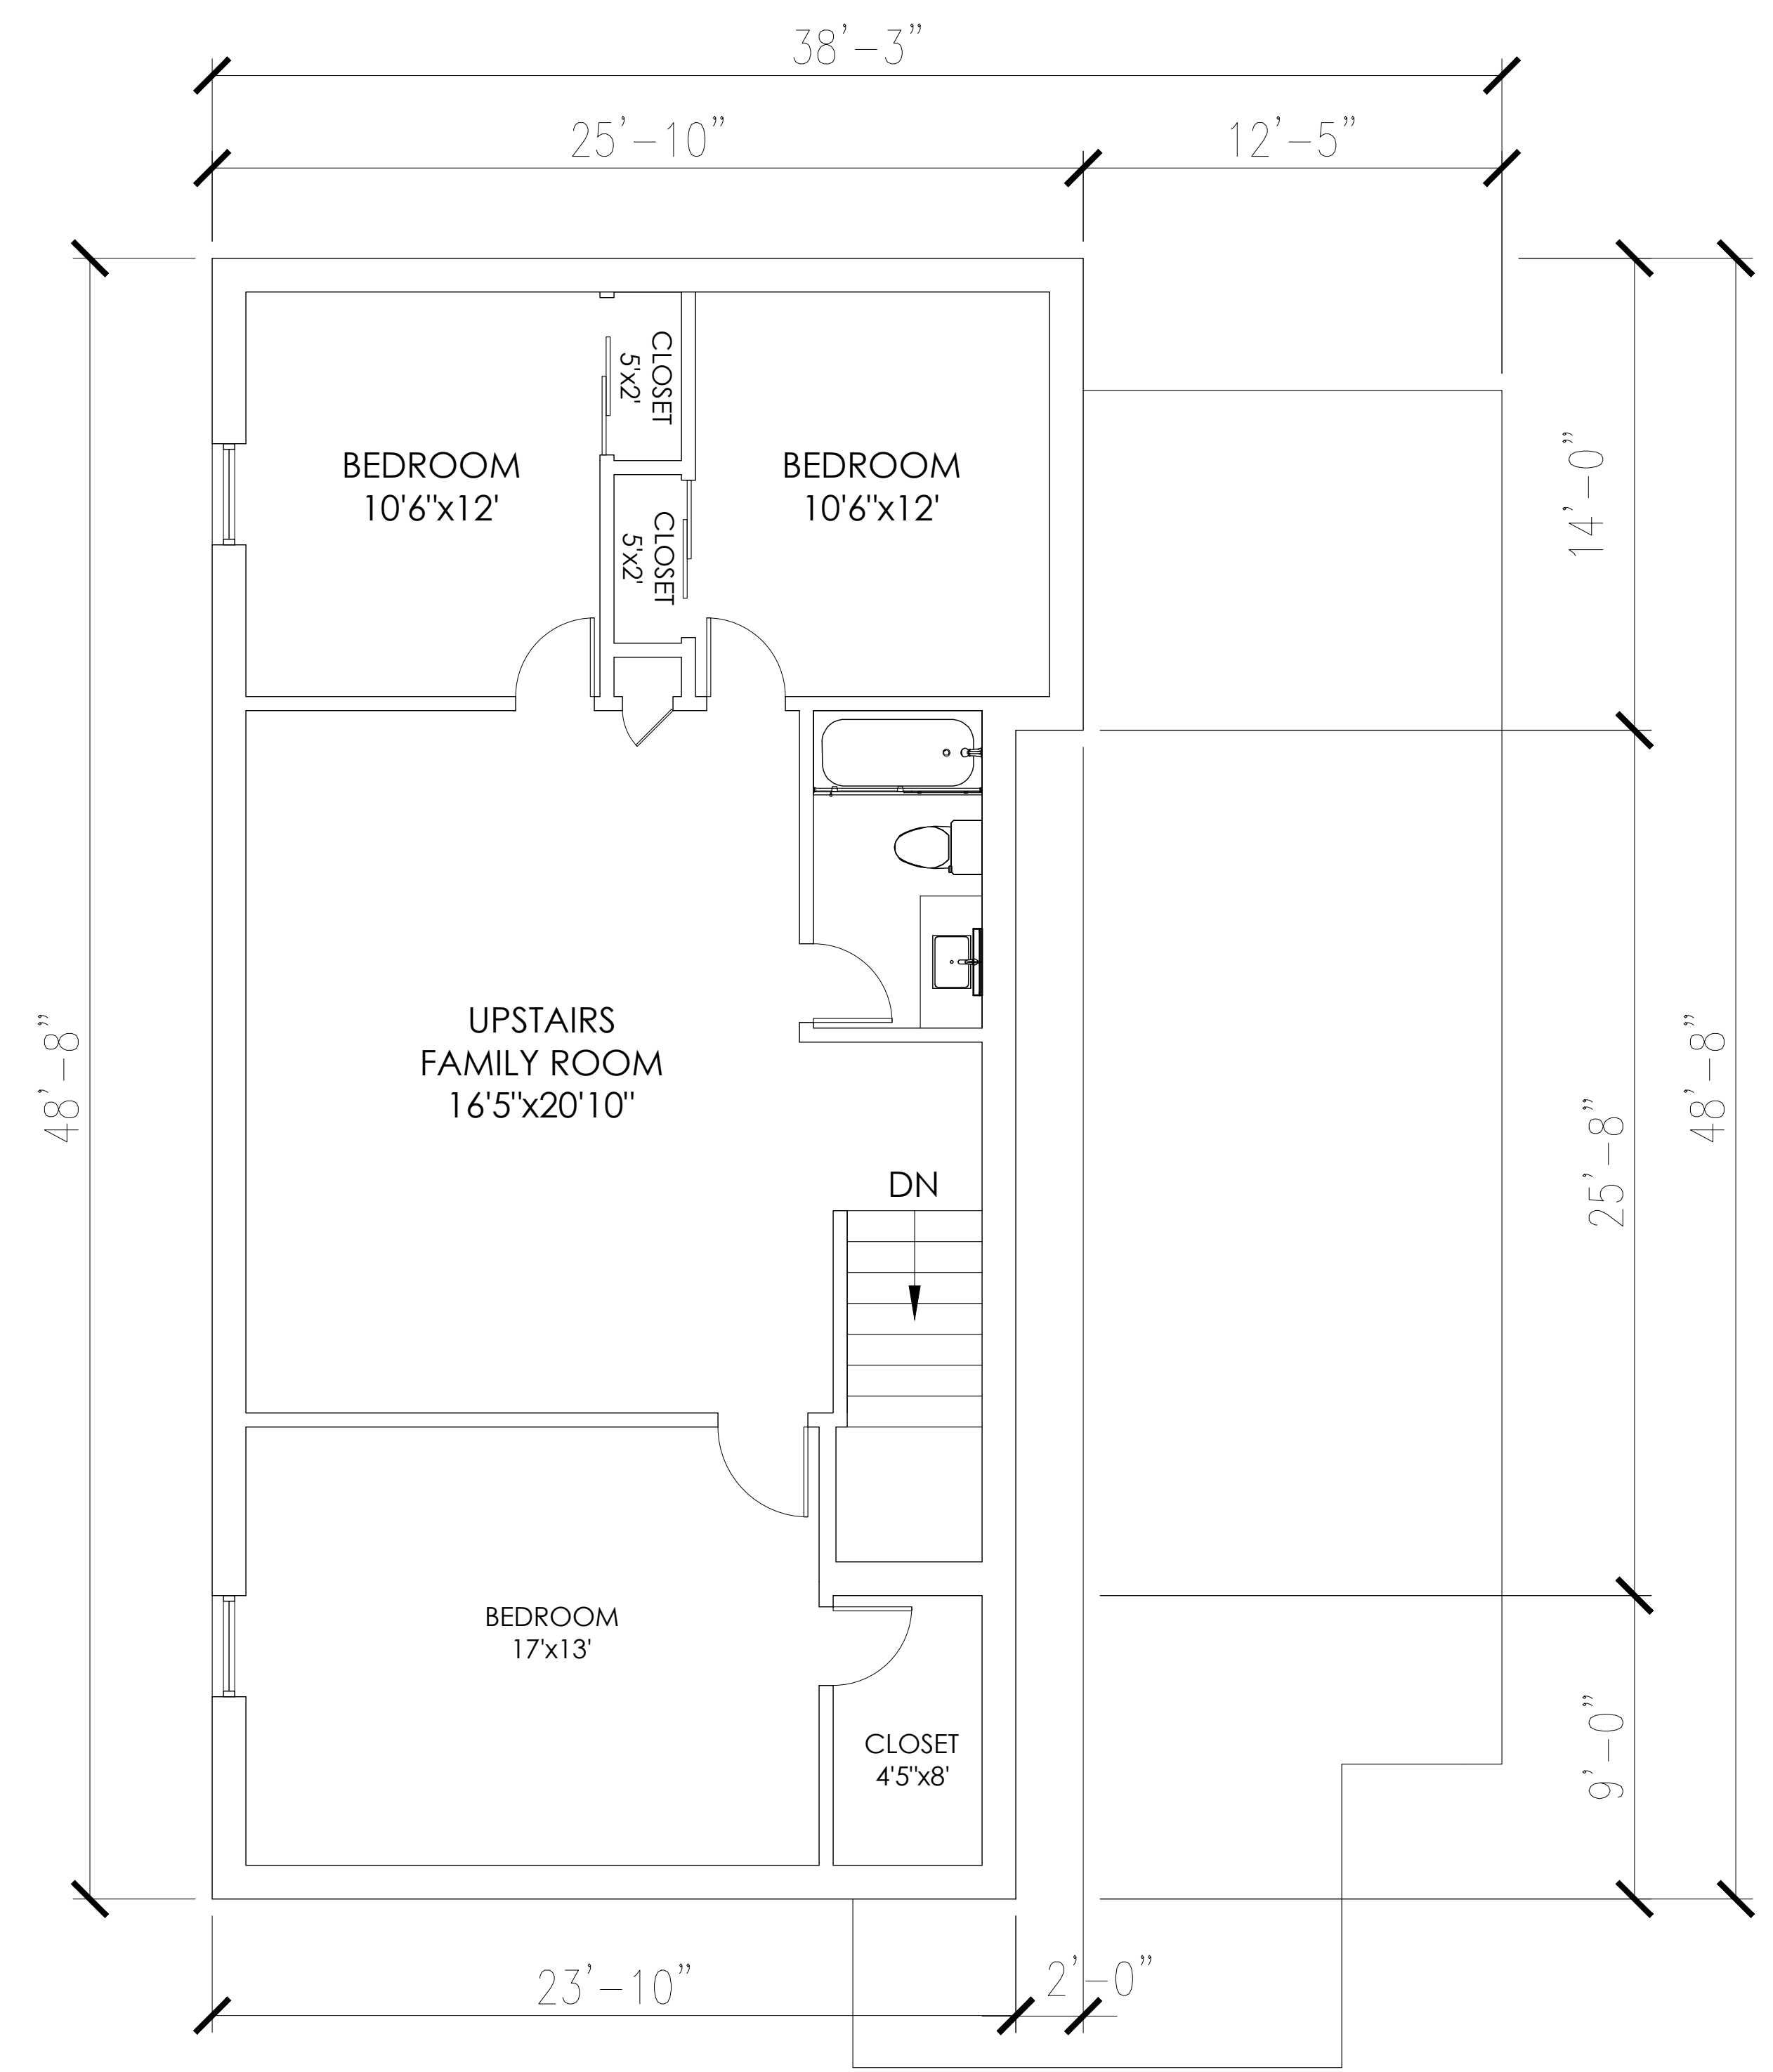 38'-3"
25'-10"
12'-5"
CLOSET
5'x2'
BEDROOM
10'6"x12'
BEDROOM
10'6"x12'
14'-0"
CLOSET
5'x2'
UPSTAIRS
FAMILY ROOM
16'5"x20'10"
48'-8"
48'-8"
25'-8"
DN
BEDROOM
17'x13'
CLOSET
4'5"x8'
9'-0"
23'-10"
2'-0"